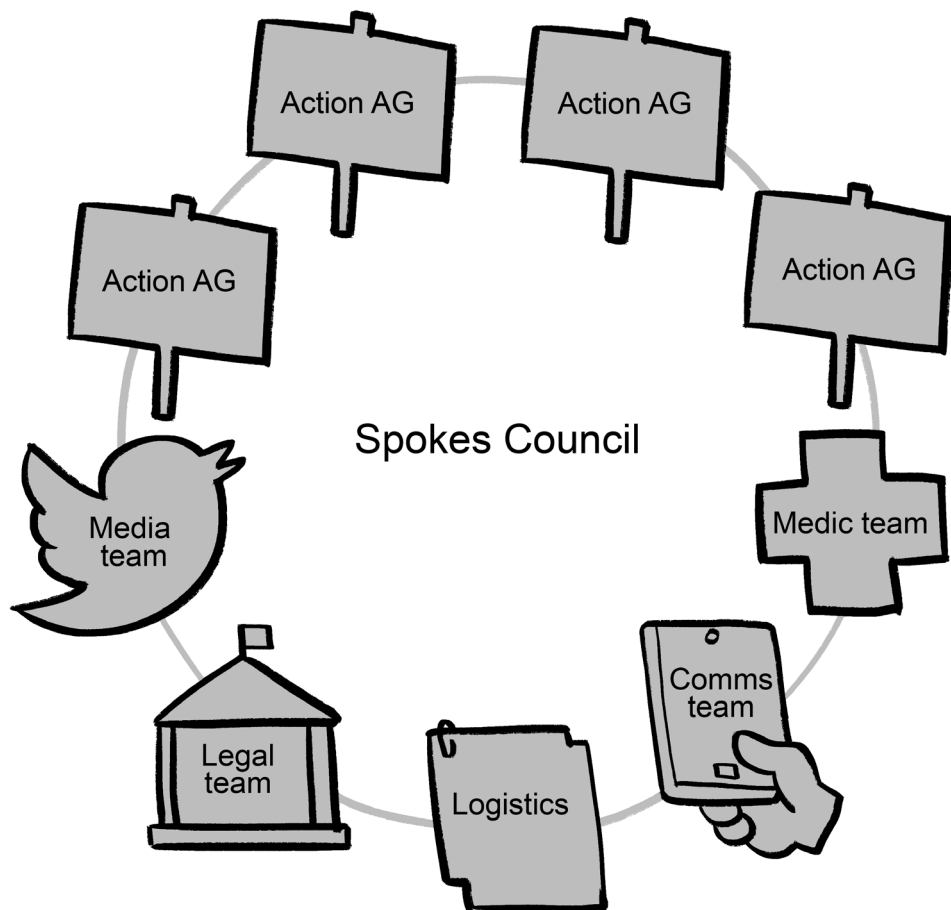 Action AG
Action AG
Action AG
Action AG
Spokes Council
Media
team
Medic team
Comms
team
Legal
team
Logistics